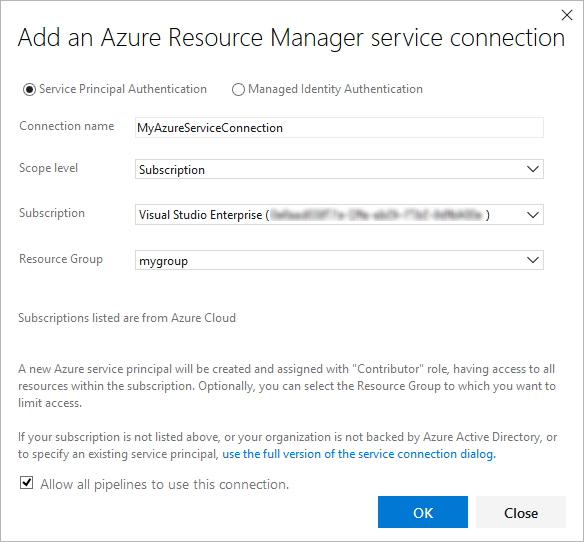 Add an Azure Resource Manager service connection
Service Principal Authentication
Managed Identity Authentication
Connection name
MyAzureServiceConnection
Scope level
Subscription
Subscription
Visual Studio Enterprise ( )
Resource Group
mygroup
Subscriptions listed are from Azure Cloud
A new Azure service principal will be created and assigned with "Contributor" role, having access to all
resources within the subscription. Optionally, you can select the Resource Group to which you want to
limit access.
If your subscription is not listed above, or your organization is not backed by Azure Active Directory, or
to specify an existing service principal, use the full version of the service connection dialog.
Allow all pipelines to use this connection.
OK
Close